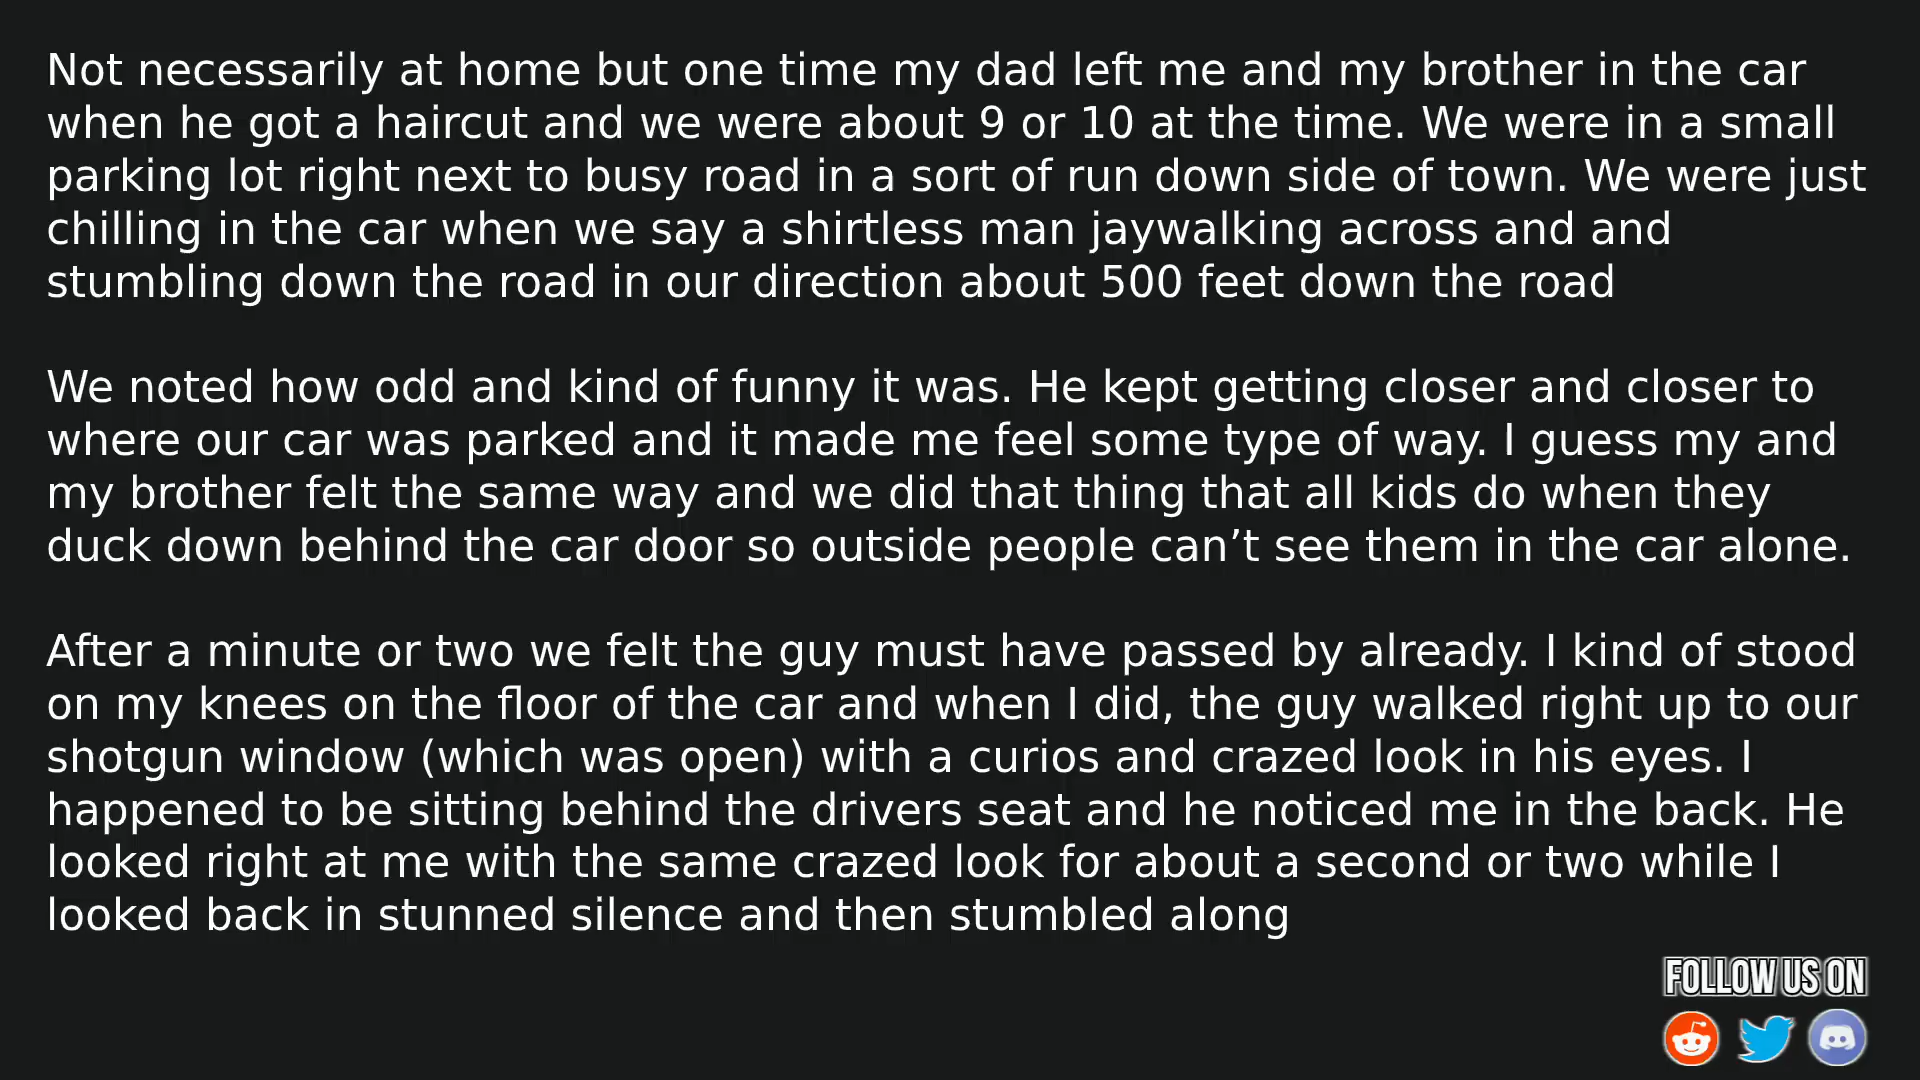 Not necessarily at home but one time my dad left me and my brother in the car
when he got a haircut and we were about 9 or 10 at the time. We were in a small
parking lot right next to busy road in a sort of run down side of town. We were just
chilling in the car when we say a shirtless man jaywalking across and and
stumbling down the road in our direction about 500 feet down the road
We noted how odd and kind of funny it was. He kept getting closer and closer to
where our car was parked and it made me feel some type of way. I guess my and
my brother felt the same way and we did that thing that all kids do when they
duck down behind the car door so outside people can’t see them in the car alone.
After a minute or two we felt the guy must have passed by already. I kind of stood
on my knees on the floor of the car and when I did, the guy walked right up to our
shotgun window (which was open) with a curios and crazed look in his eyes. I
happened to be sitting behind the drivers seat and he noticed me in the back. He
looked right at me with the same crazed look for about a second or two while I
looked back in stunned silence and then stumbled along
FOLLOW US ON